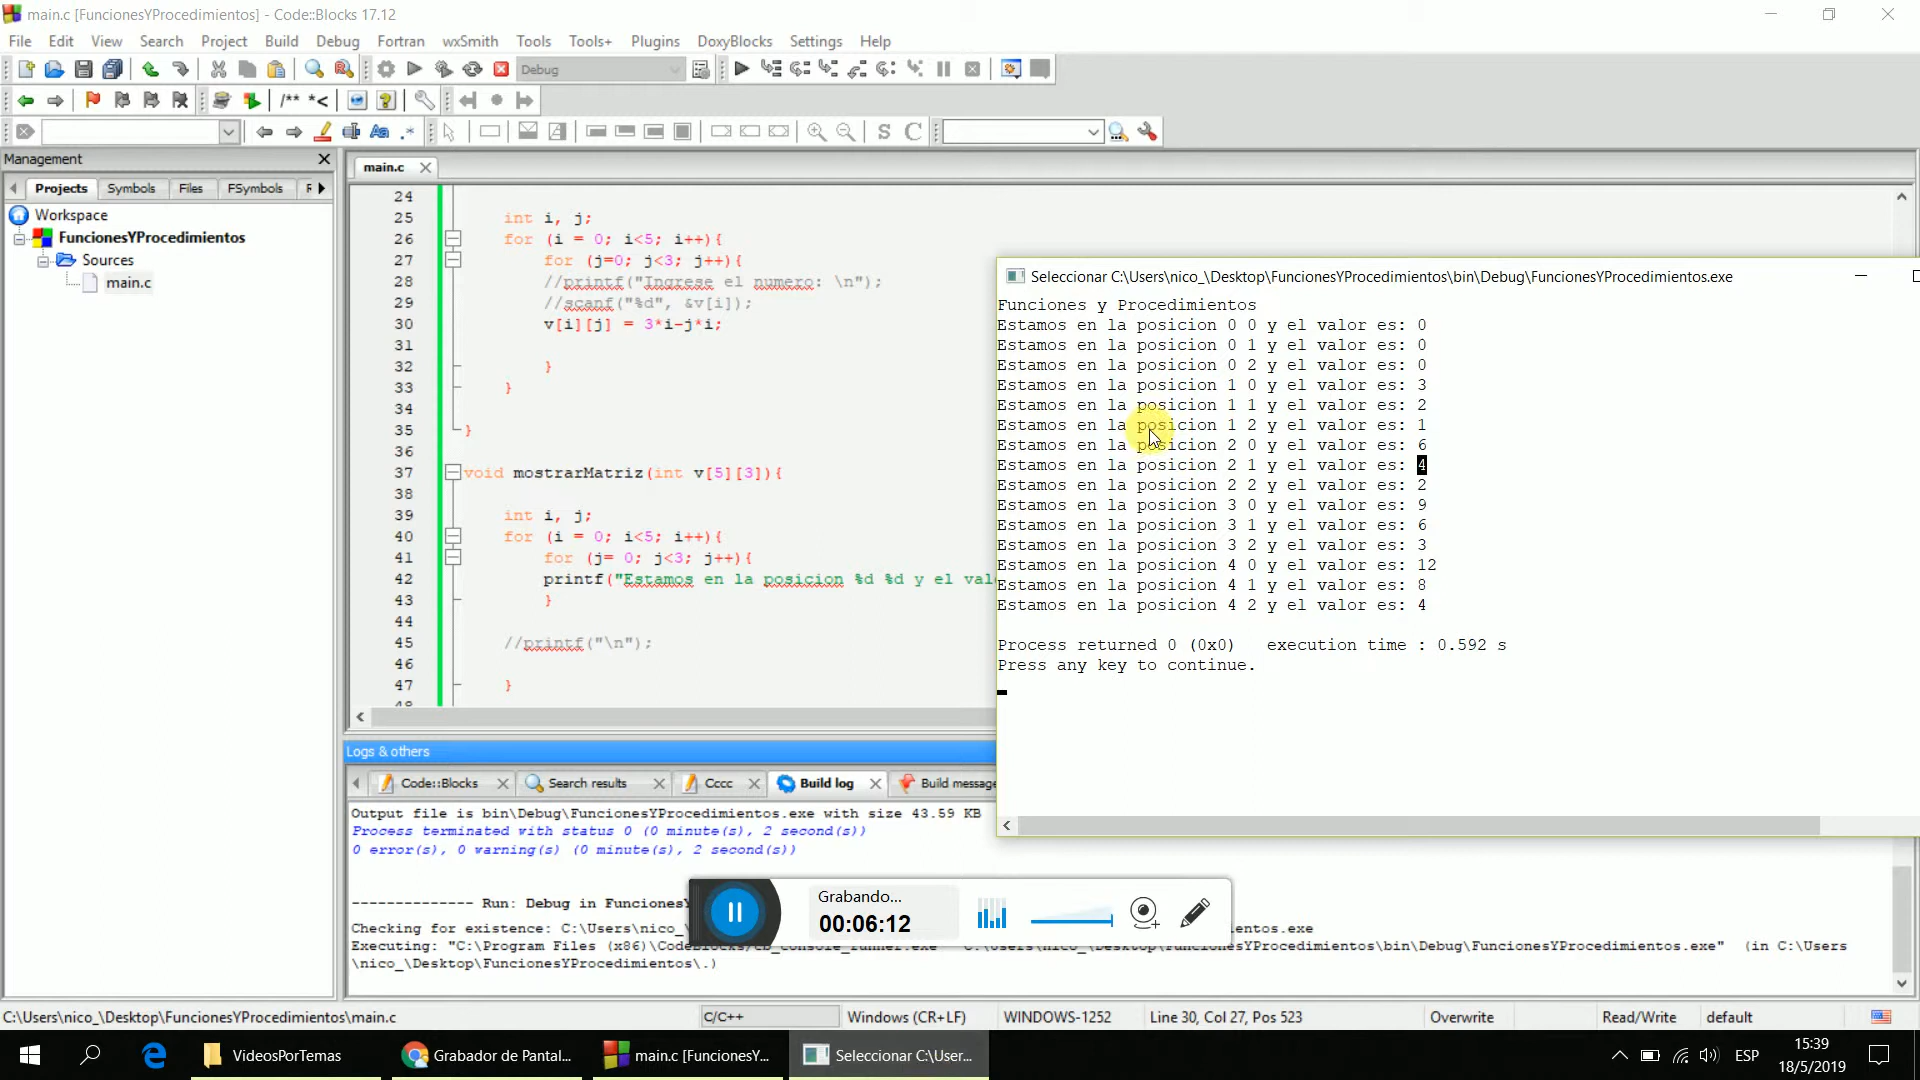 main.c [FuncionesYProcedimientos] - Code::Blocks 17.12
File Edit View Search Project Build Debug Fortran wxSmith Tools Tools+ Plugins DoxyBlocks Settings Help
Debug
/** *<
Management
Projects Symbols Files FSymbols
Workspace
FuncionesYProcedimientos
Sources
main.c
main.c
24
25 int i, j;
26 for (i = 0; i<5; i++){
27 for (j=0; j<3; j++){
28 //printf("Ingrese el numero: \n");
29 //scanf("%d", &v[i]);
30 v[i][j] = 3*i-j*i;
31
32 }
33 }
34
35 }
36
37 void mostrarMatriz(int v[5][3]){
38
39 int i, j;
40 for (i = 0; i<5; i++){
41 for (j= 0; j<3; j++){
42 printf("Estamos en la posicion %d %d y el val
43 }
44
45 //printf("\n");
46
47 }
Seleccionar C:\Users\nico_\Desktop\FuncionesYProcedimientos\bin\Debug\FuncionesYProcedimientos.exe
Funciones y Procedimientos
Estamos en la posicion 0 0 y el valor es: 0
Estamos en la posicion 0 1 y el valor es: 0
Estamos en la posicion 0 2 y el valor es: 0
Estamos en la posicion 1 0 y el valor es: 3
Estamos en la posicion 1 1 y el valor es: 2
Estamos en la posicion 1 2 y el valor es: 1
Estamos en la posicion 2 0 y el valor es: 6
Estamos en la posicion 2 1 y el valor es: 4
Estamos en la posicion 2 2 y el valor es: 2
Estamos en la posicion 3 0 y el valor es: 9
Estamos en la posicion 3 1 y el valor es: 6
Estamos en la posicion 3 2 y el valor es: 3
Estamos en la posicion 4 0 y el valor es: 12
Estamos en la posicion 4 1 y el valor es: 8
Estamos en la posicion 4 2 y el valor es: 4
Process returned 0 (0x0) execution time : 0.592 s
Press any key to continue.
Logs & others
Code::Blocks Search results Cccc Build log Build message
Output file is bin\Debug\FuncionesYProcedimientos.exe with size 43.59 KB
Process terminated with status 0 (0 minute(s), 2 second(s))
0 error(s), 0 warning(s) (0 minute(s), 2 second(s))
-------------- Run: Debug in Funciones
Checking for existence: C:\Users\nico_\
Executing: "C:\Program Files (x86)\CodeBlocks/cb_console_runner.exe" "C:\Users\nico_\Desktop\FuncionesYProcedimientos\bin\Debug\FuncionesYProcedimientos.exe" (in C:\Users
\nico_\Desktop\FuncionesYProcedimientos\.)
Grabando...
00:06:12
C:\Users\nico_\Desktop\FuncionesYProcedimientos\main.c C/C++ Windows (CR+LF) WINDOWS-1252 Line 30, Col 27, Pos 523 Overwrite Read/Write default
VideosPorTemas Grabador de Pantal... main.c [FuncionesY... Seleccionar C:\User...
ESP
15:39
18/5/2019